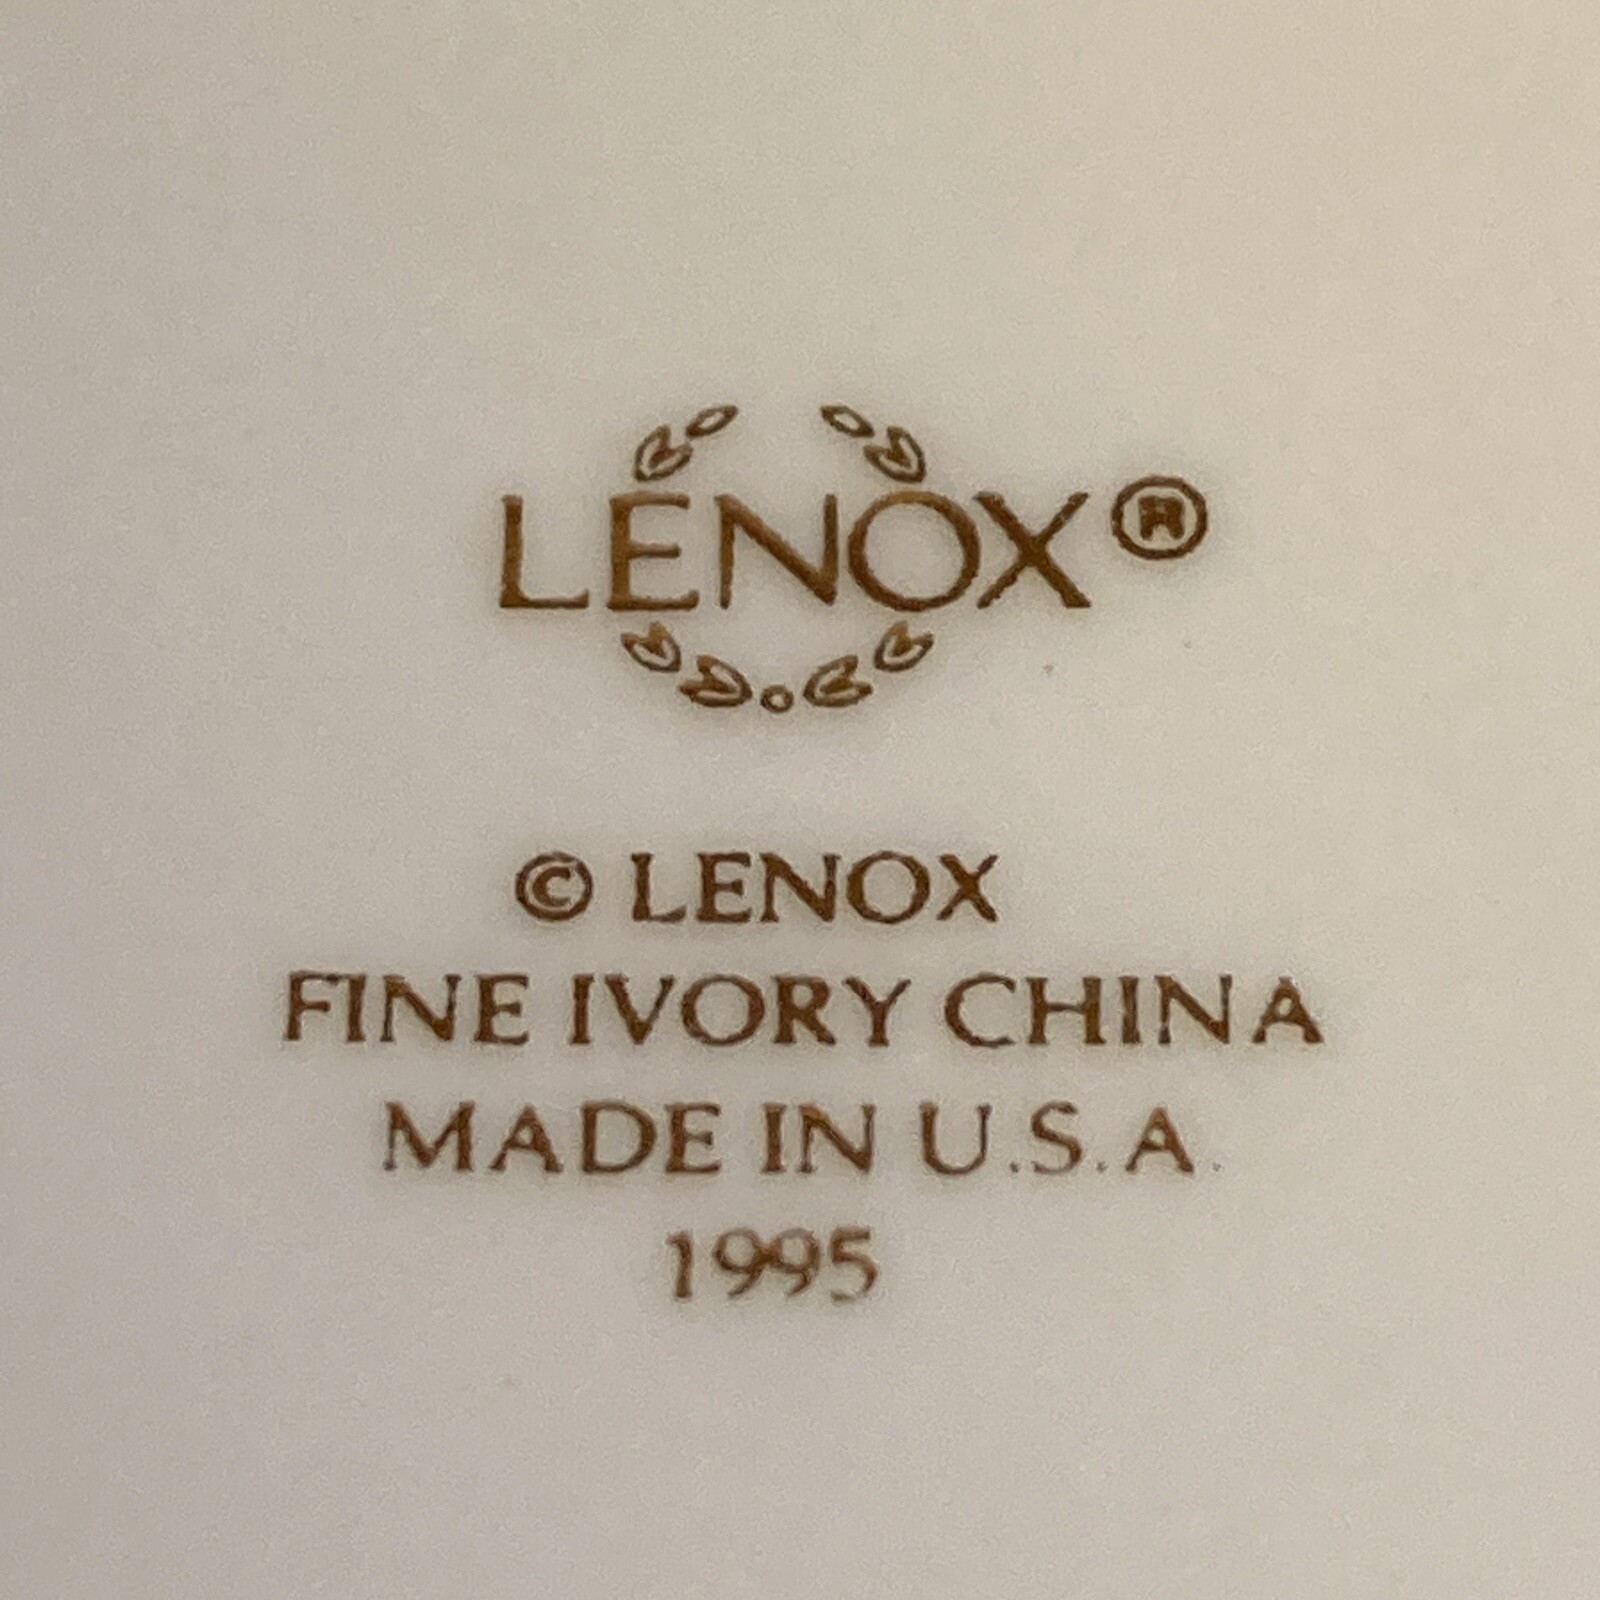 LENOX®
© LENOX
FINE IVORY CHINA
MADE IN U.S.A.
1995